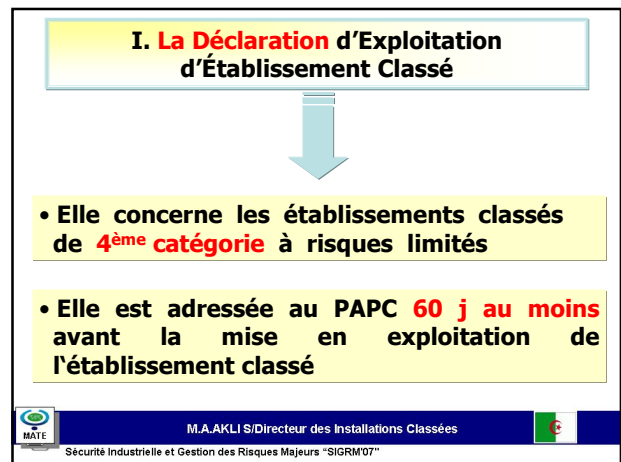 I. La Déclaration d’Exploitation
d’Établissement Classé
• Elle concerne les établissements classés
de 4ème catégorie à risques limités
• Elle est adressée au PAPC 60 j au moins
avant la mise en exploitation de
l‘établissement classé
MATE
M.A.AKLI S/Directeur des Installations Classées
Sécurité Industrielle et Gestion des Risques Majeurs “SIGRM'07”